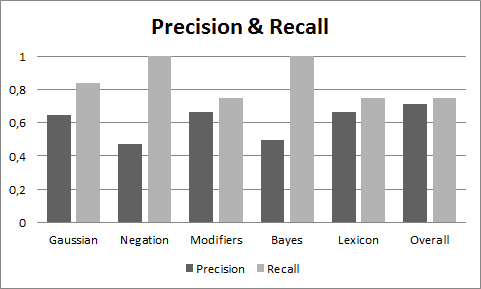 Precision & Recall
1
0,8
0,6
0,4
0,2
0
Gaussian Negation Modifiers Bayes Lexicon Overall
Precision Recall